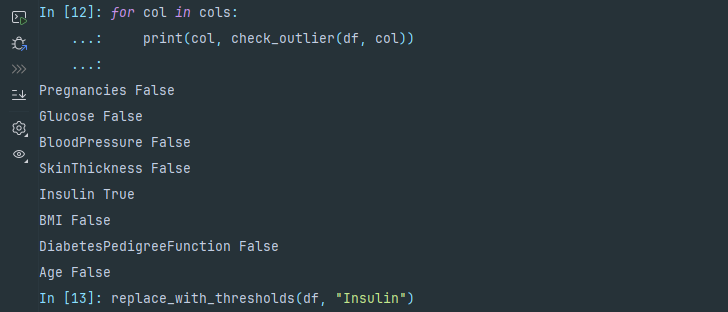 In [12]: for col in cols:
    ...:     print(col, check_outlier(df, col))
    ...:
Pregnancies False
Glucose False
BloodPressure False
SkinThickness False
Insulin True
BMI False
DiabetesPedigreeFunction False
Age False
In [13]: replace_with_thresholds(df, "Insulin")